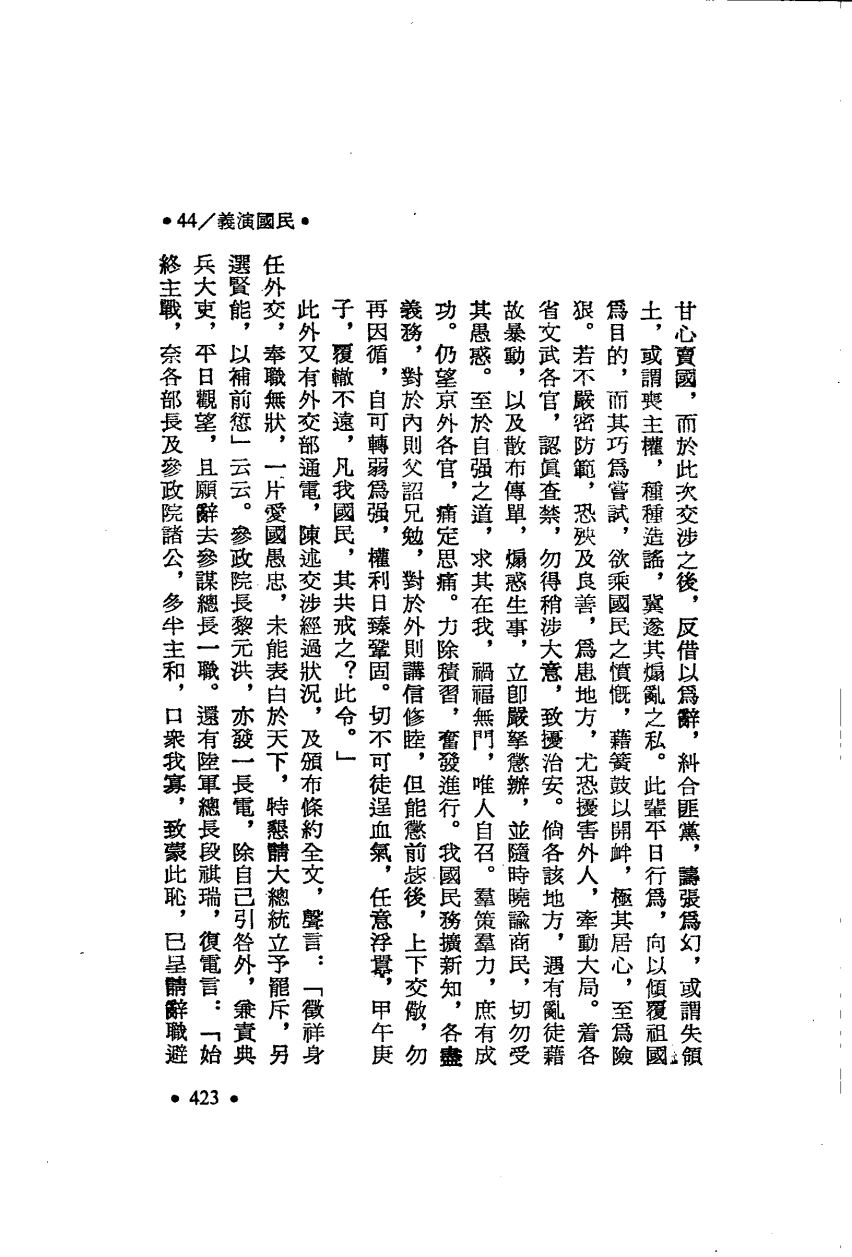 •44/義演國民•
甘心賣國，而於此次交涉之後，反借以爲辭，糾合匪黨，譸張爲幻，或謂失領
土，或謂喪主權，種種造謠，冀遂其煽亂之私。此輩平日行爲，向以傾覆祖國
爲目的，而其巧爲嘗試，欲乘國民之憤慨，藉簧鼓以開衅，極其居心，至爲險
狠。若不嚴密防範，恐殃及良善，爲患地方，尤恐擾害外人，牽動大局。着各
省文武各官，認眞查禁，勿得稍涉大意，致擾治安。倘各該地方，遇有亂徒藉
故暴動，以及散布傳單，煽惑生事，立卽嚴拏懲辦，並隨時曉諭商民，切勿受
其愚惑。至於自强之道，求其在我，禍福無門，唯人自召。羣策羣力，庶有成
功。仍望京外各官，痛定思痛。力除積習，奮發進行。我國民務擴新知，各盡
義務，對於內則父詔兄勉，對於外則講信修睦，但能懲前毖後，上下交儆，勿
再因循，自可轉弱爲强，權利日臻鞏固。切不可徒逞血氣，任意浮囂，甲午庚
子，覆轍不遠，凡我國民，其共戒之？此令。」
此外又有外交部通電，陳述交涉經過狀況，及頒布條約全文，聲言：「徵祥身
任外交，奉職無狀，一片愛國愚忠，未能表白於天下，特懇請大總統立予罷斥，另
選賢能，以補前愆」云云。參政院長黎元洪，亦發一長電，除自己引咎外，兼責典
兵大吏，平日觀望，且願辭去參謀總長一職。還有陸軍總長段祺瑞，復電言：「始
終主戰，奈各部長及參政院諸公，多半主和，口衆我寡，致蒙此恥，已呈請辭職避
•423•